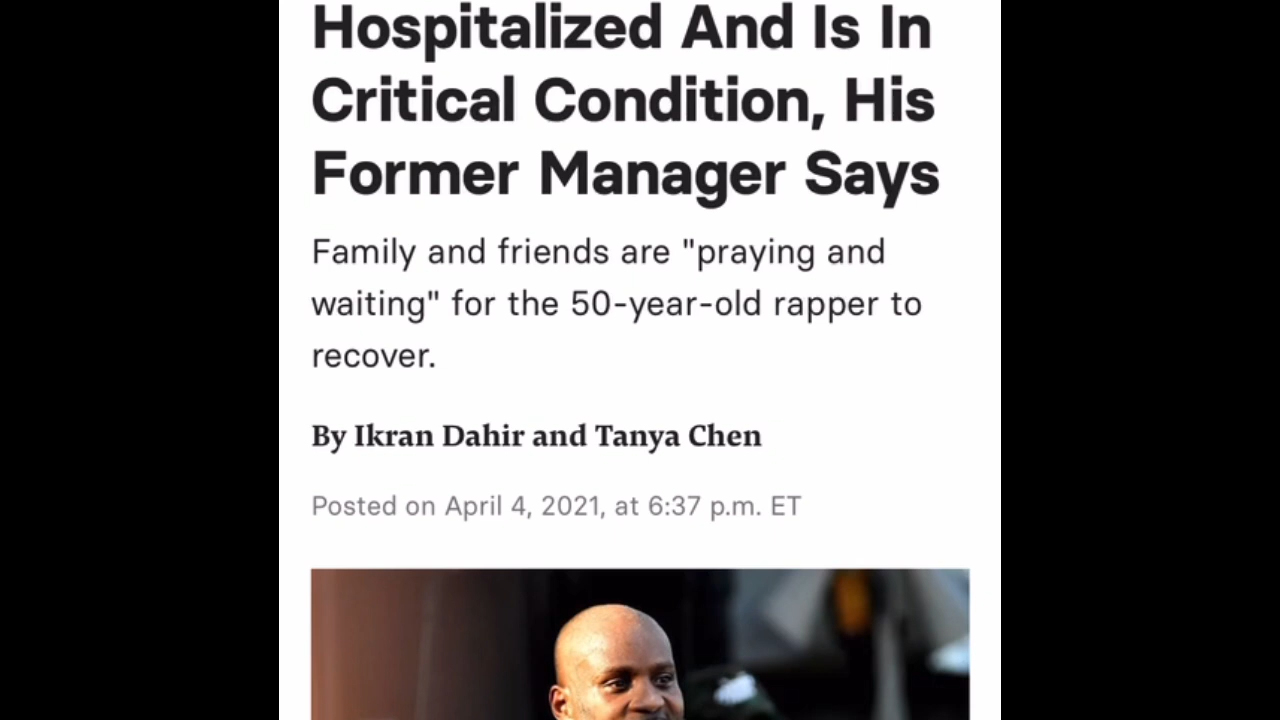 Hospitalized And Is In
Critical Condition, His
Former Manager Says
Family and friends are "praying and
waiting" for the 50-year-old rapper to
recover.
By Ikran Dahir and Tanya Chen
Posted on April 4, 2021, at 6:37 p.m. ET